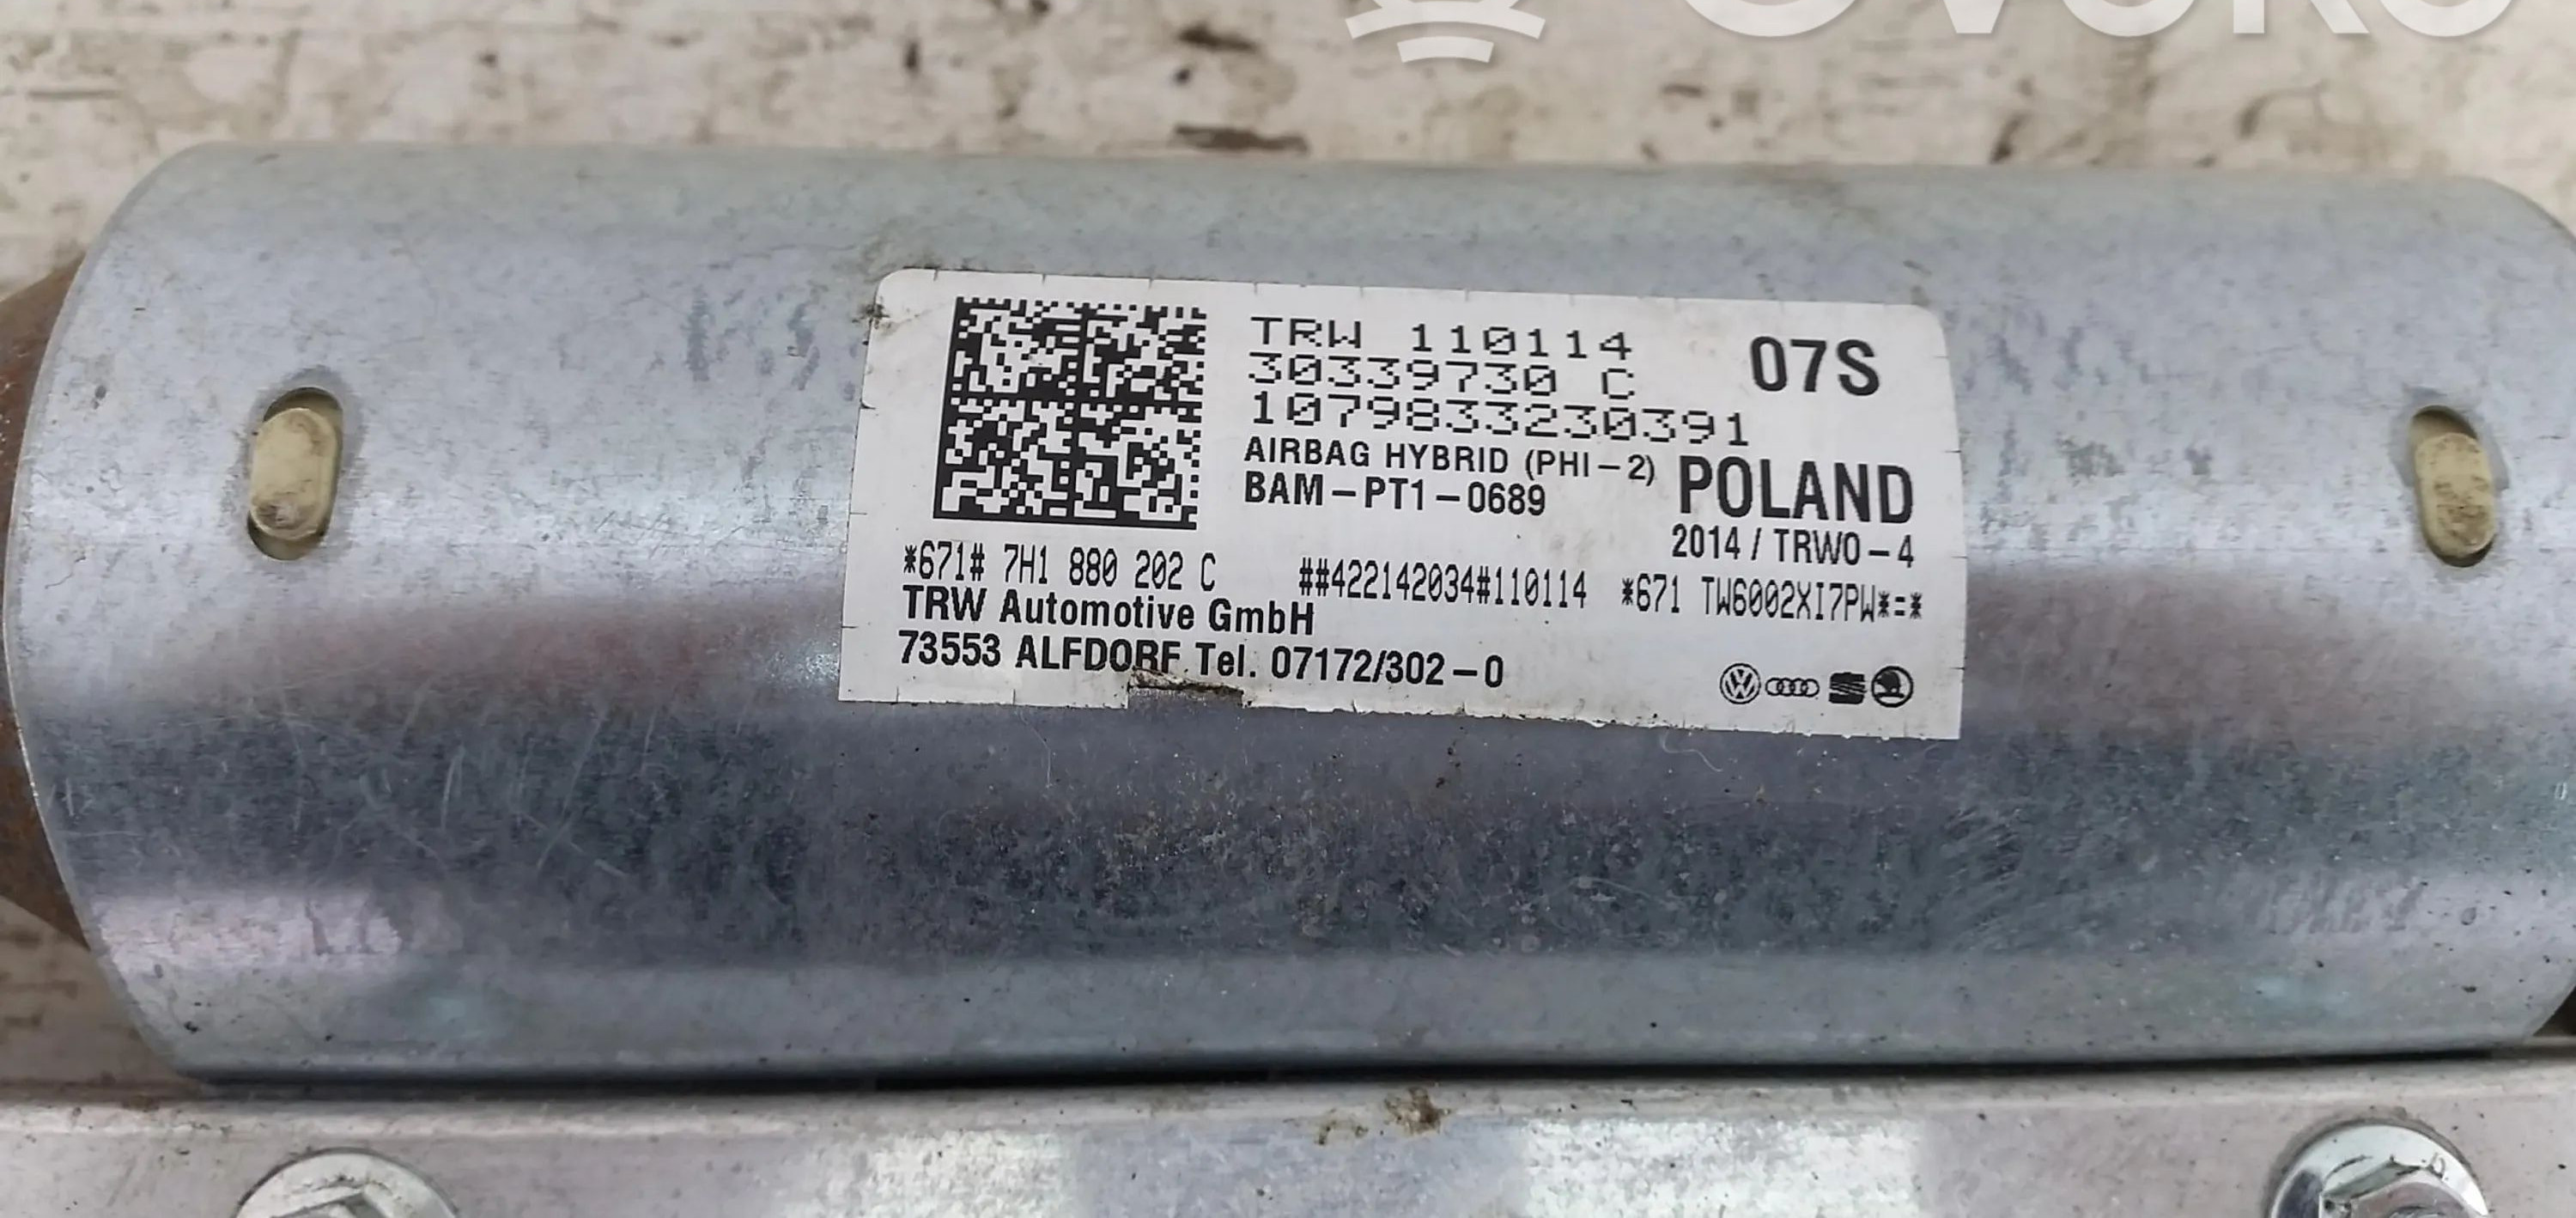 TRW 110114
07S
30339730 C
1079833230391
AIRBAG HYBRID (PHI-2)
BAM-PT1-0689
POLAND
2014 / TRWO-4
*671# 7H1 880 202 C ##422142034#110114 *671 TW6002XI7PW*=*
TRW Automotive GmbH
73553 ALFDORF Tel. 07172/302-0